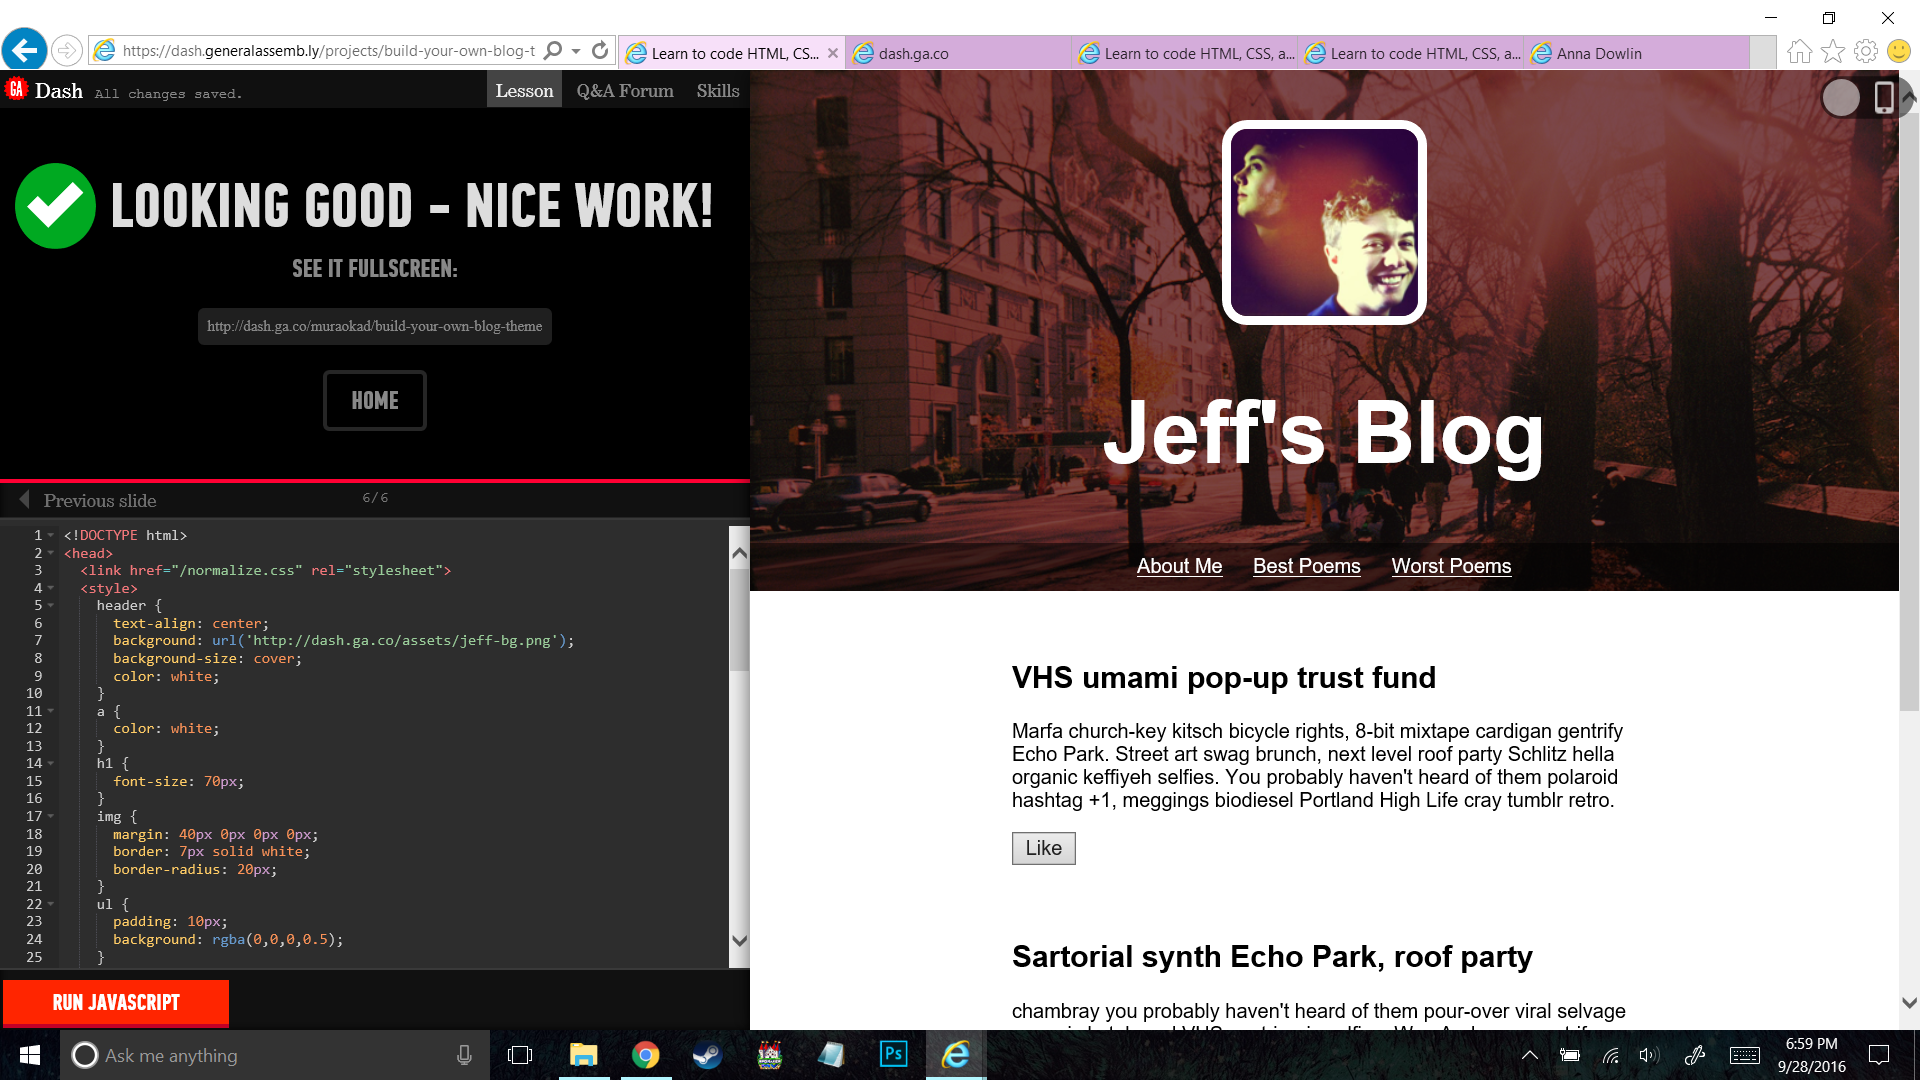 https://dash.generalassemb.ly/projects/build-your-own-blog-t
Learn to code HTML, CS...
dash.ga.co
Learn to code HTML, CSS, a...
Learn to code HTML, CSS, a...
Anna Dowlin
GA
Dash
All changes saved.
Lesson
Q&A Forum
Skills
LOOKING GOOD - NICE WORK!
SEE IT FULLSCREEN:
http://dash.ga.co/muraokad/build-your-own-blog-theme
HOME
Previous slide
6/6
1 <!DOCTYPE html>
2 <head>
3 <link href="/normalize.css" rel="stylesheet">
4 <style>
5 header {
6 text-align: center;
7 background: url('http://dash.ga.co/assets/jeff-bg.png');
8 background-size: cover;
9 color: white;
10 }
11 a {
12 color: white;
13 }
14 h1 {
15 font-size: 70px;
16 }
17 img {
18 margin: 40px 0px 0px 0px;
19 border: 7px solid white;
20 border-radius: 20px;
21 }
22 ul {
23 padding: 10px;
24 background: rgba(0,0,0,0.5);
25 }
RUN JAVASCRIPT
Jeff's Blog
About Me
Best Poems
Worst Poems
VHS umami pop-up trust fund
Marfa church-key kitsch bicycle rights, 8-bit mixtape cardigan gentrify
Echo Park. Street art swag brunch, next level roof party Schlitz hella
organic keffiyeh selfies. You probably haven't heard of them polaroid
hashtag +1, meggings biodiesel Portland High Life cray tumblr retro.
Like
Sartorial synth Echo Park, roof party
chambray you probably haven't heard of them pour-over viral selvage
Ask me anything
Ps
6:59 PM
9/28/2016